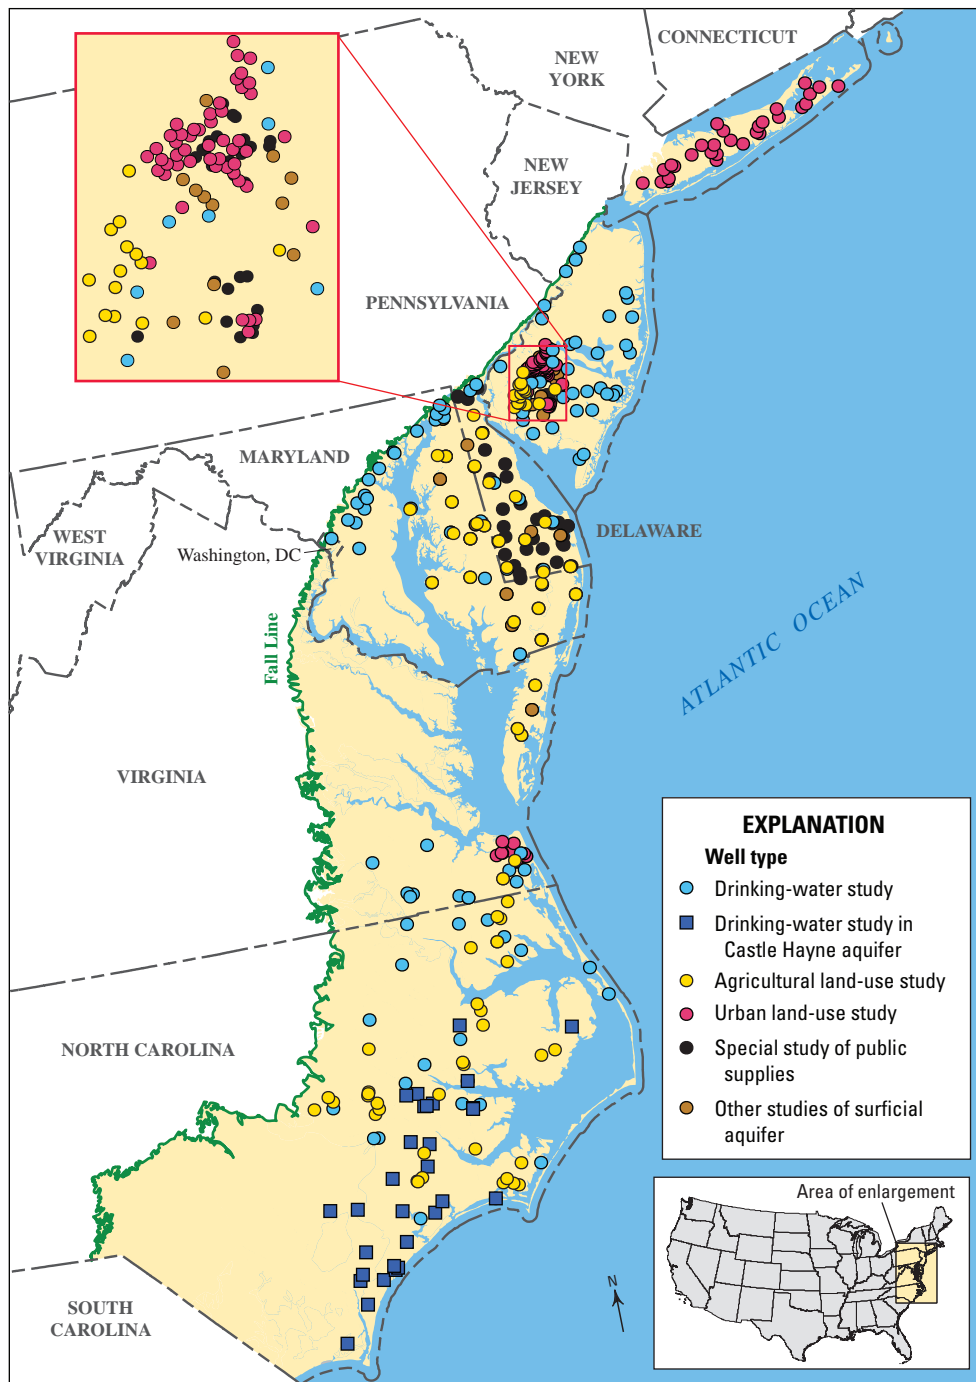 CONNECTICUT
NEW
YORK
NEW
JERSEY
PENNSYLVANIA
MARYLAND
WEST
VIRGINIA
Washington, DC
DELAWARE
Fall Line
ATLANTIC OCEAN
VIRGINIA
NORTH CAROLINA
SOUTH
CAROLINA
N
EXPLANATION
Well type
Drinking-water study
Drinking-water study in
Castle Hayne aquifer
Agricultural land-use study
Urban land-use study
Special study of public
supplies
Other studies of surficial
aquifer
Area of enlargement